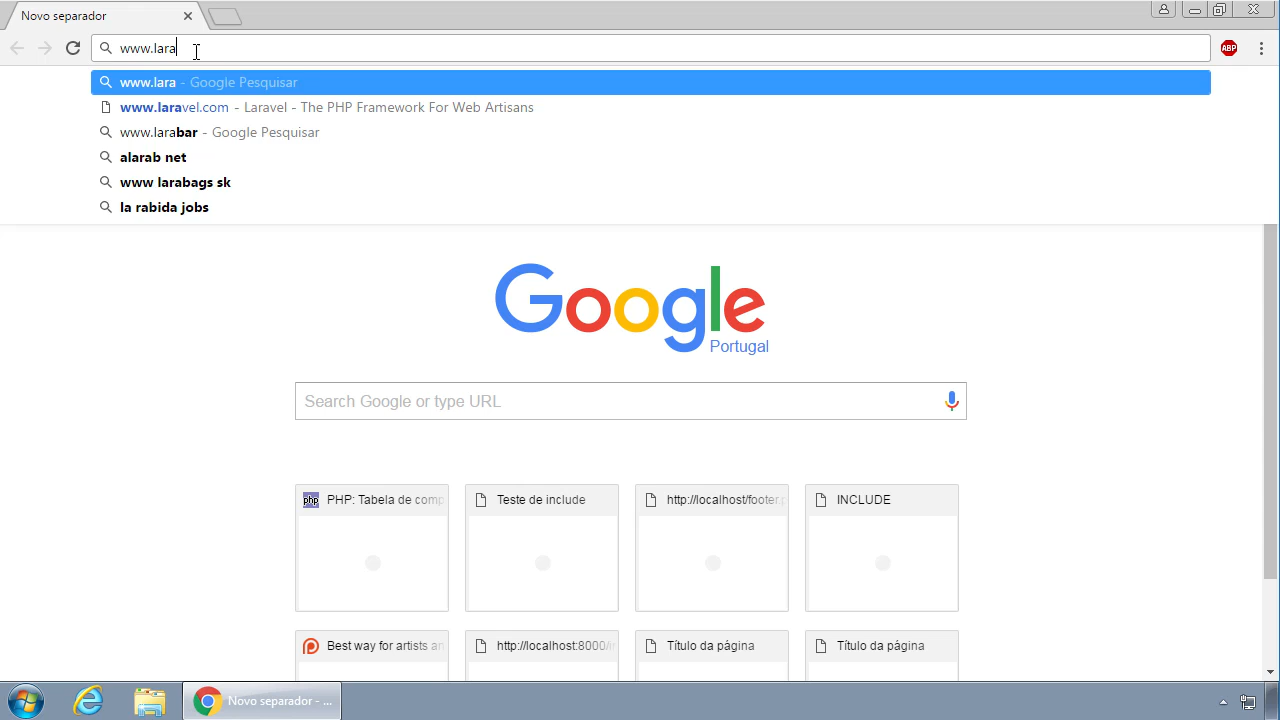 Novo separador
www.lara
www.lara - Google Pesquisar
www.laravel.com - Laravel - The PHP Framework For Web Artisans
www.larabar - Google Pesquisar
alarab net
www larabags sk
la rabida jobs
Google
Portugal
Search Google or type URL
php PHP: Tabela de comp
Teste de include
http://localhost/footer.p
INCLUDE
Best way for artists an
http://localhost:8000/in
Título da página
Título da página
Novo separador - ...
ABP